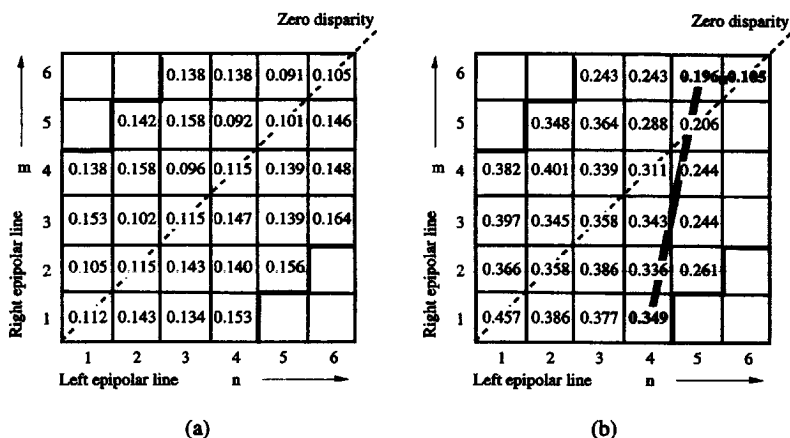 Zero disparity
6 0.138 0.138 0.091 0.105
5 0.142 0.158 0.092 0.101 0.146
m 4 0.138 0.158 0.096 0.115 0.139 0.148
3 0.153 0.102 0.115 0.147 0.139 0.164
2 0.105 0.115 0.143 0.140 0.156
1 0.112 0.143 0.134 0.153
Right epipolar line
1 2 3 4 5 6
Left epipolar line n
(a)
Zero disparity
6 0.243 0.243 0.196 0.105
5 0.348 0.364 0.288 0.206
m 4 0.382 0.401 0.339 0.311 0.244
3 0.397 0.345 0.358 0.343 0.244
2 0.366 0.358 0.386 0.336 0.261
1 0.457 0.386 0.377 0.349
Right epipolar line
1 2 3 4 5 6
Left epipolar line n
(b)